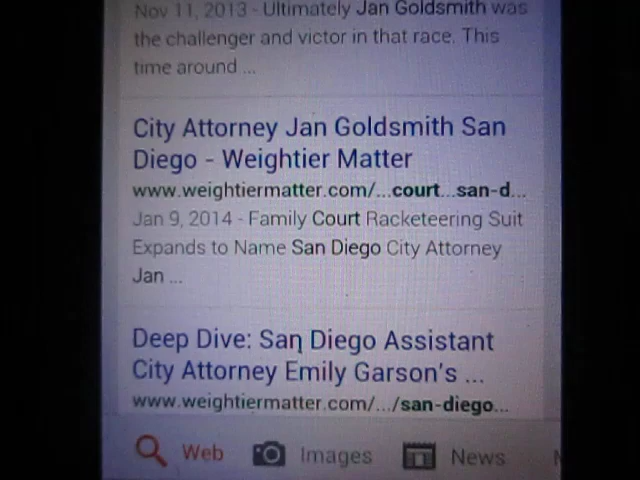 Nov 11, 2013 - Ultimately Jan Goldsmith was
the challenger and victor in that race. This
time around ...
City Attorney Jan Goldsmith San
Diego - Weightier Matter
www.weightiermatter.com/...court...san-d...
Jan 9, 2014 - Family Court Racketeering Suit
Expands to Name San Diego City Attorney
Jan ...
Deep Dive: San Diego Assistant
City Attorney Emily Garson's ...
www.weightiermatter.com/.../san-diego...
Web Images News